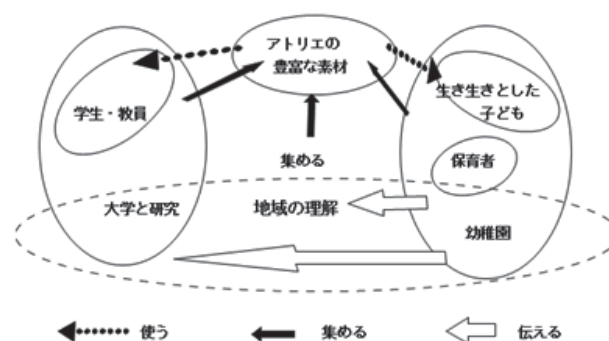 アトリエの
豊富な素材
学生・教員
生き生きとした
子ども
集める
保育者
大学と研究
地域の理解
幼稚園
使う
集める
伝える